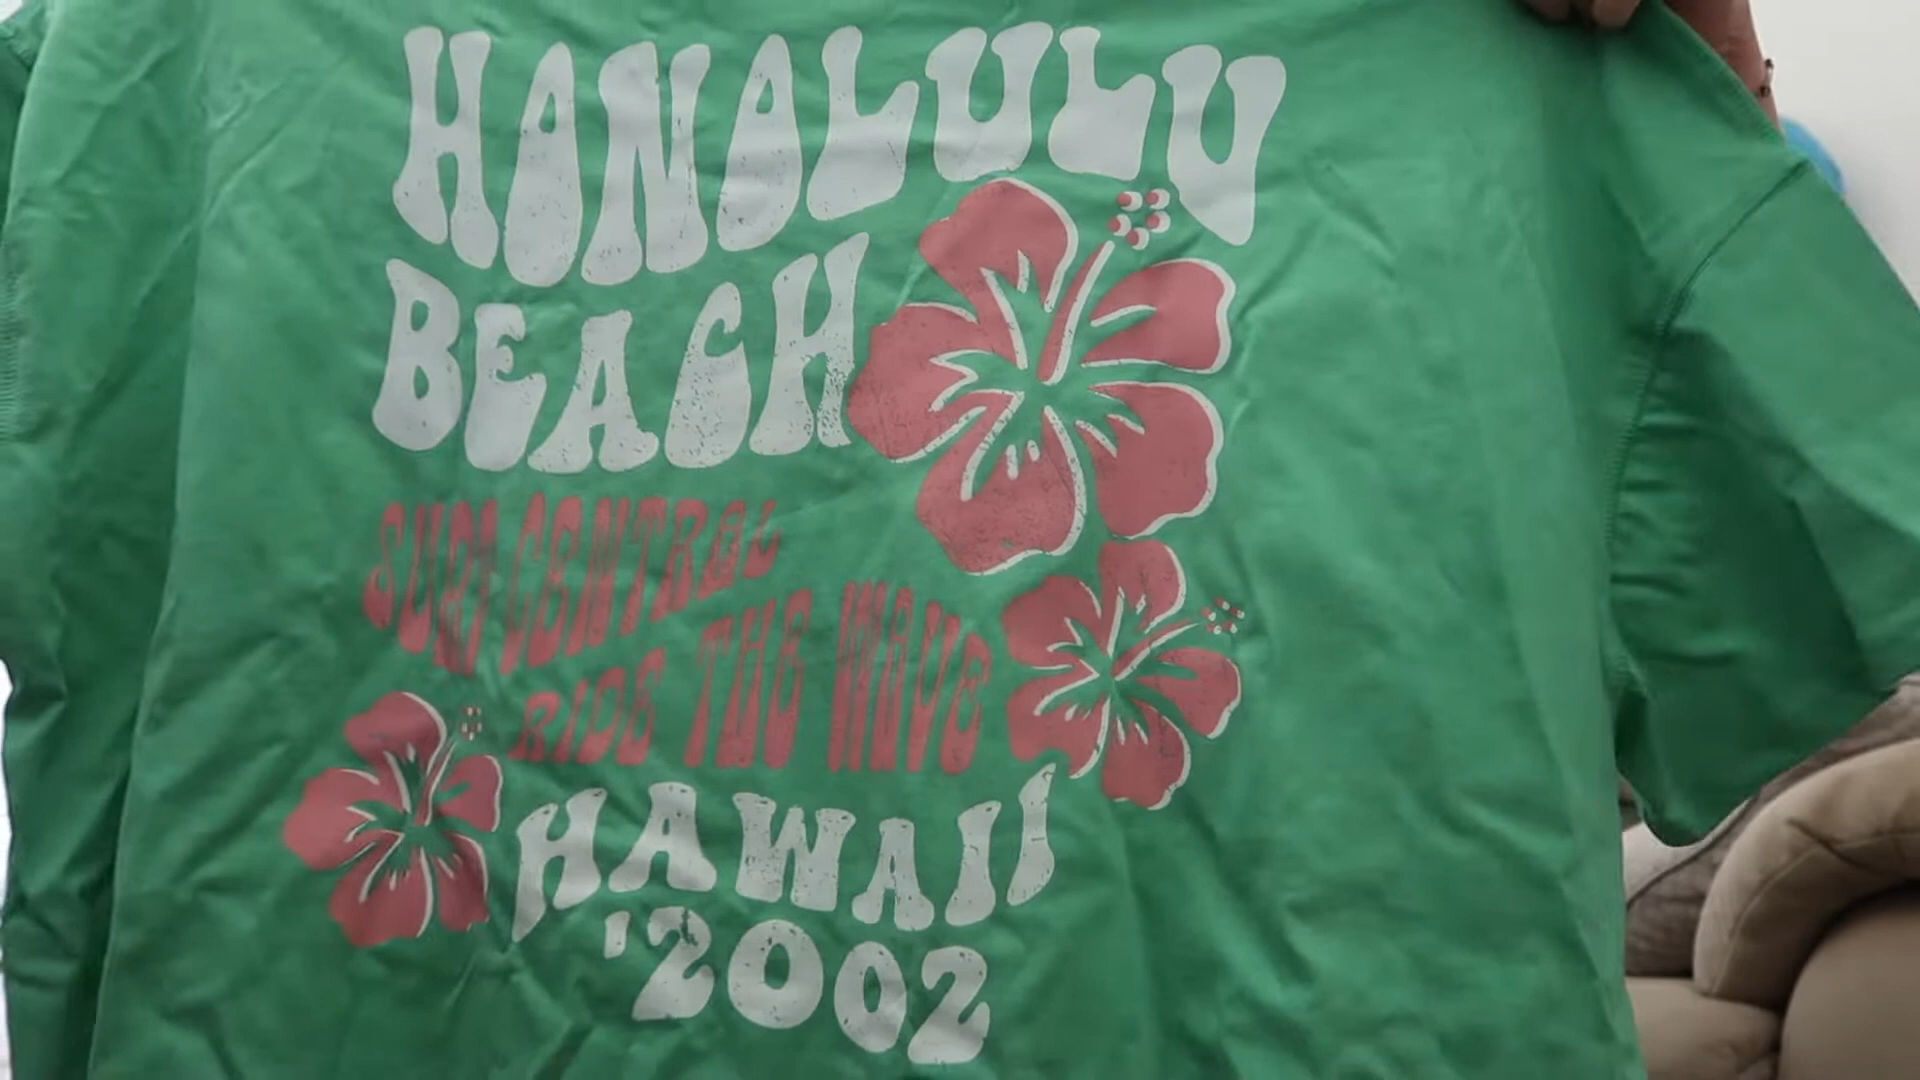 HONOLULU
BEACH
SURF CENTRAL
RIDE THE WAVE
HAWAII
'2002